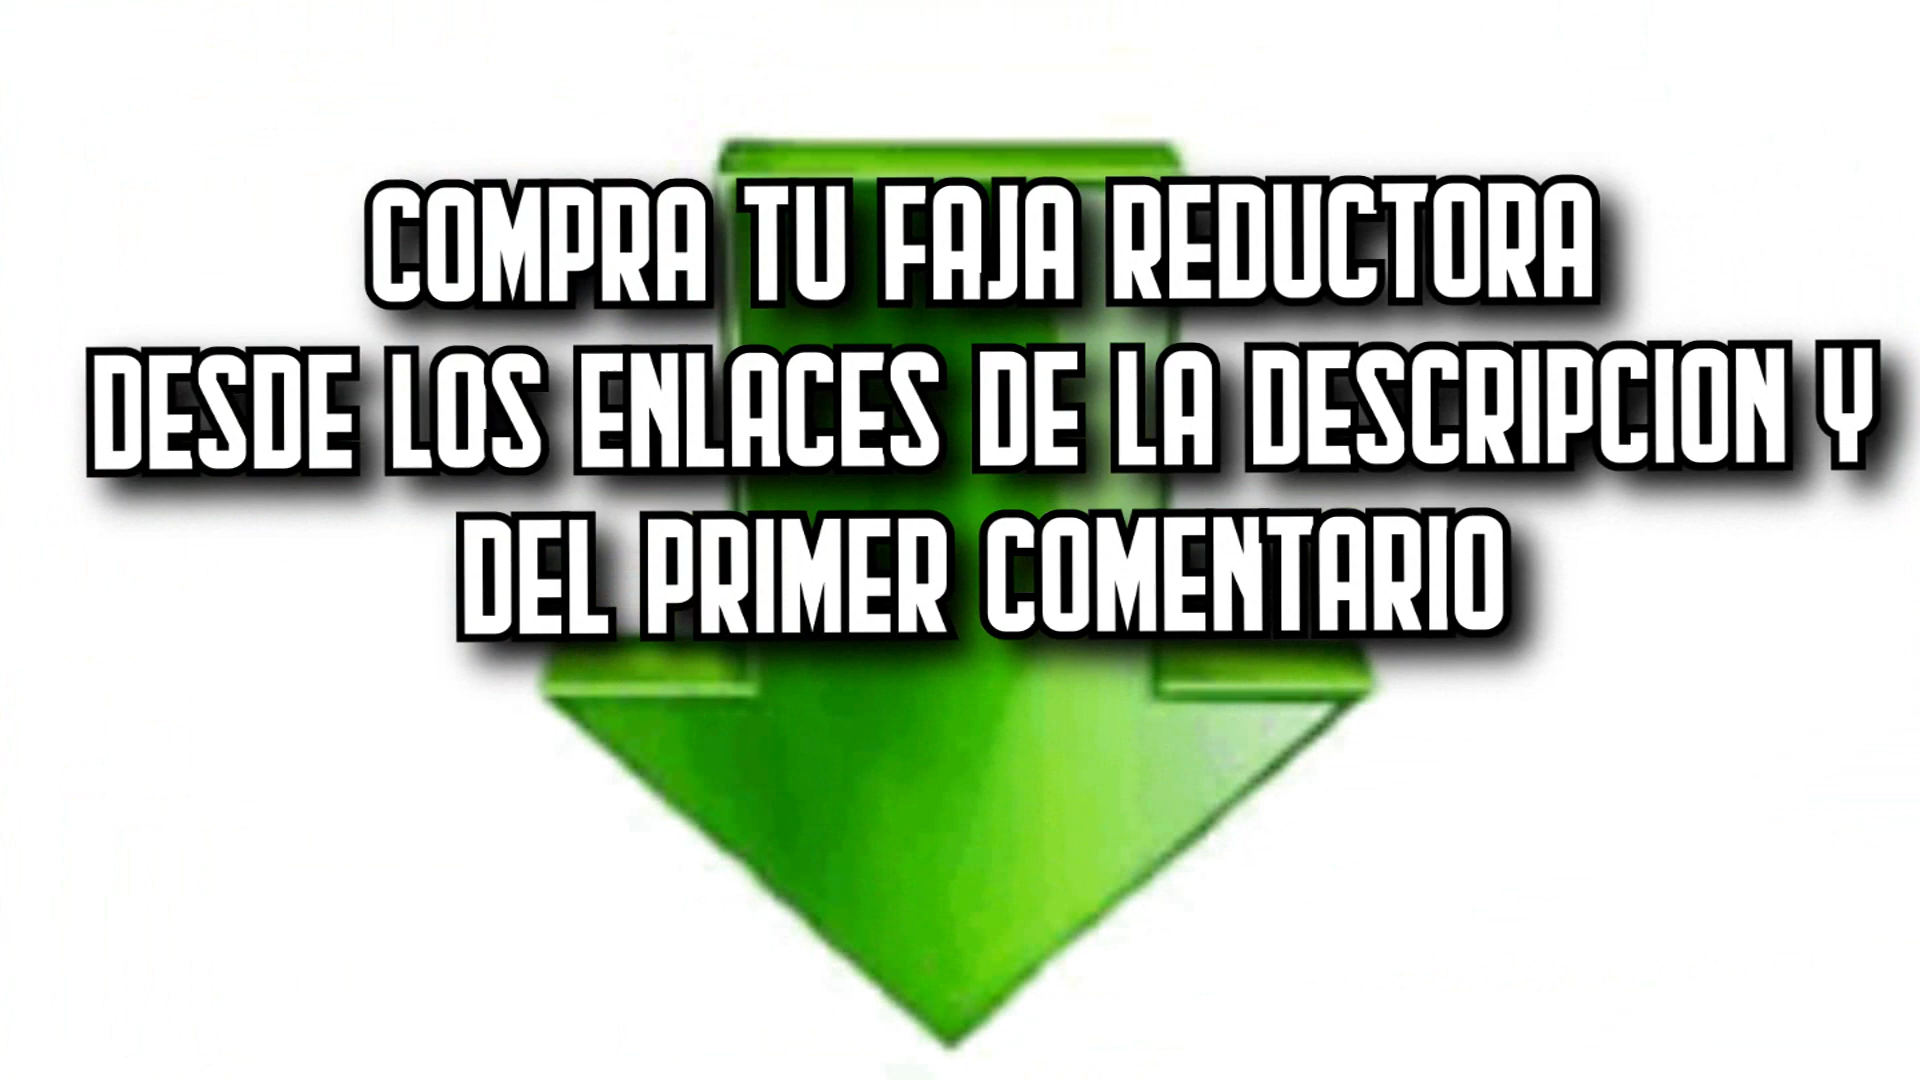 COMPRA TU FAJA REDUCTORA
DESDE LOS ENLACES DE LA DESCRIPCION Y
DEL PRIMER COMENTARIO